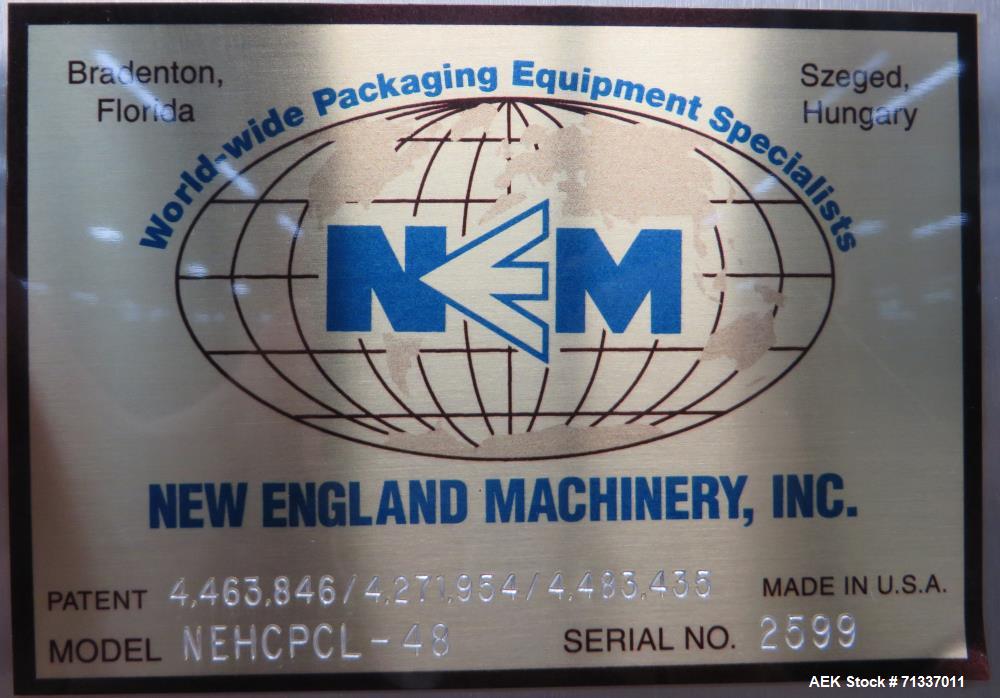 Bradenton,
Florida
Szeged,
Hungary
World-wide Packaging Equipment Specialists
NEM
NEW ENGLAND MACHINERY, INC.
PATENT 4,463,846/4,271,954/4,483,435 MADE IN U.S.A.
MODEL NEHCPCL-48 SERIAL NO. 2599
AEK Stock # 71337011